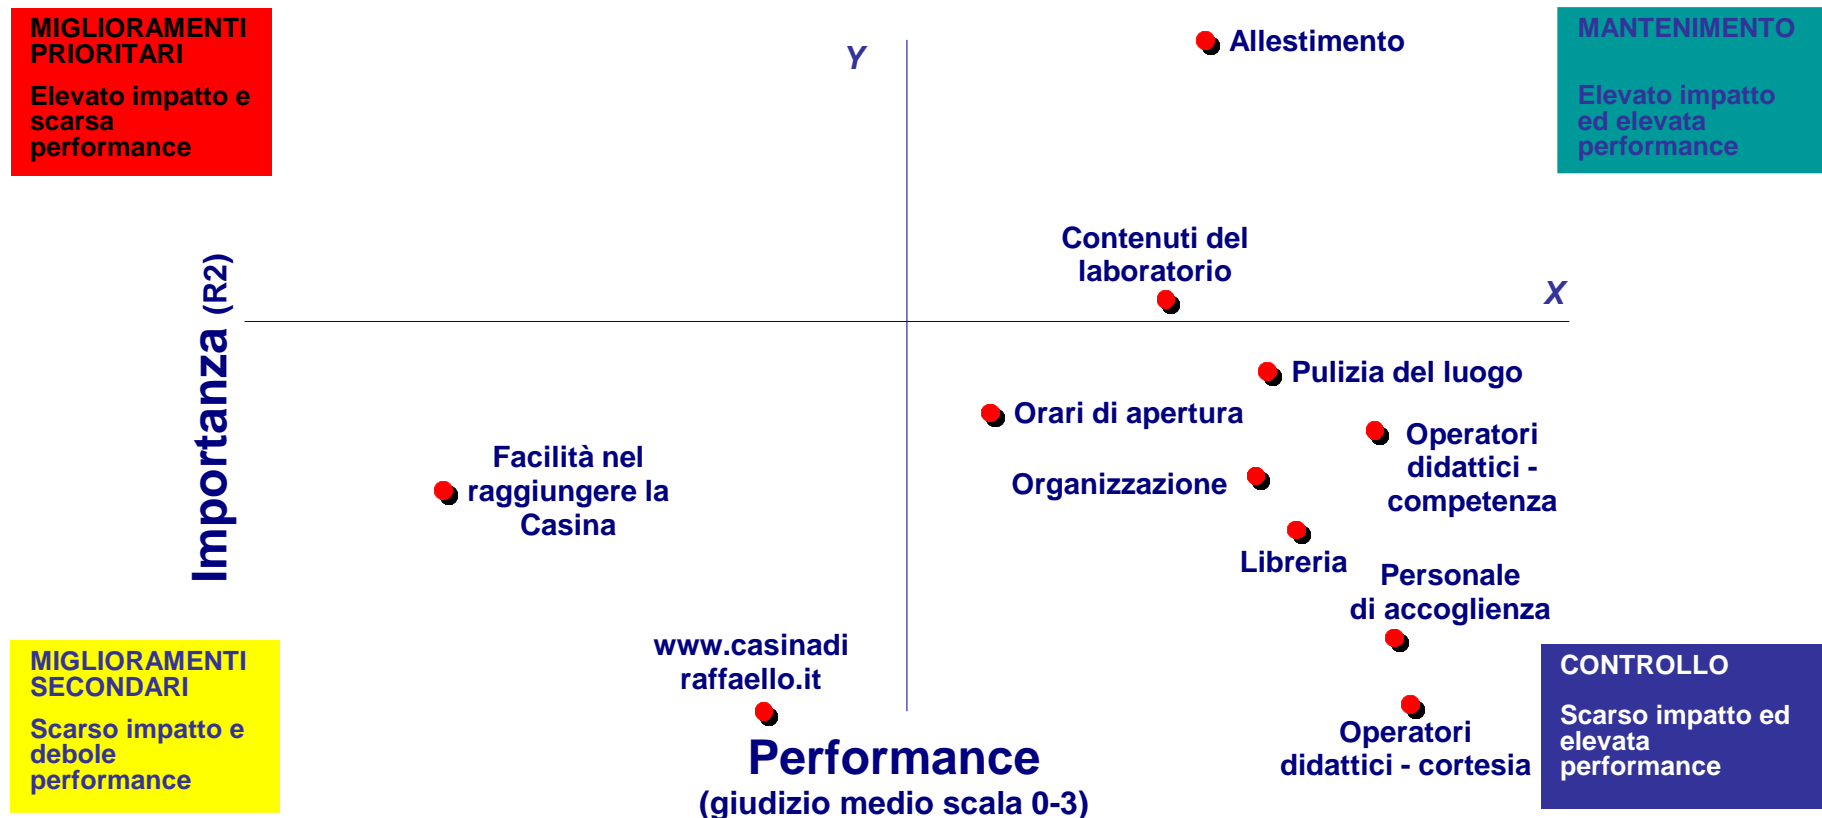 MIGLIORAMENTI
PRIORITARI
Elevato impatto e
scarsa
performance
Y
Allestimento
MANTENIMENTO
Elevato impatto
ed elevata
performance
Contenuti del
laboratorio
X
Importanza (R2)
Pulizia del luogo
Orari di apertura
Operatori
didattici -
competenza
Facilità nel
raggiungere la
Casina
Organizzazione
Libreria
Personale
di accoglienza
www.casinadi
raffaello.it
MIGLIORAMENTI
SECONDARI
Scarso impatto e
debole
performance
CONTROLLO
Scarso impatto ed
elevata
performance
Operatori
didattici - cortesia
Performance
(giudizio medio scala 0-3)